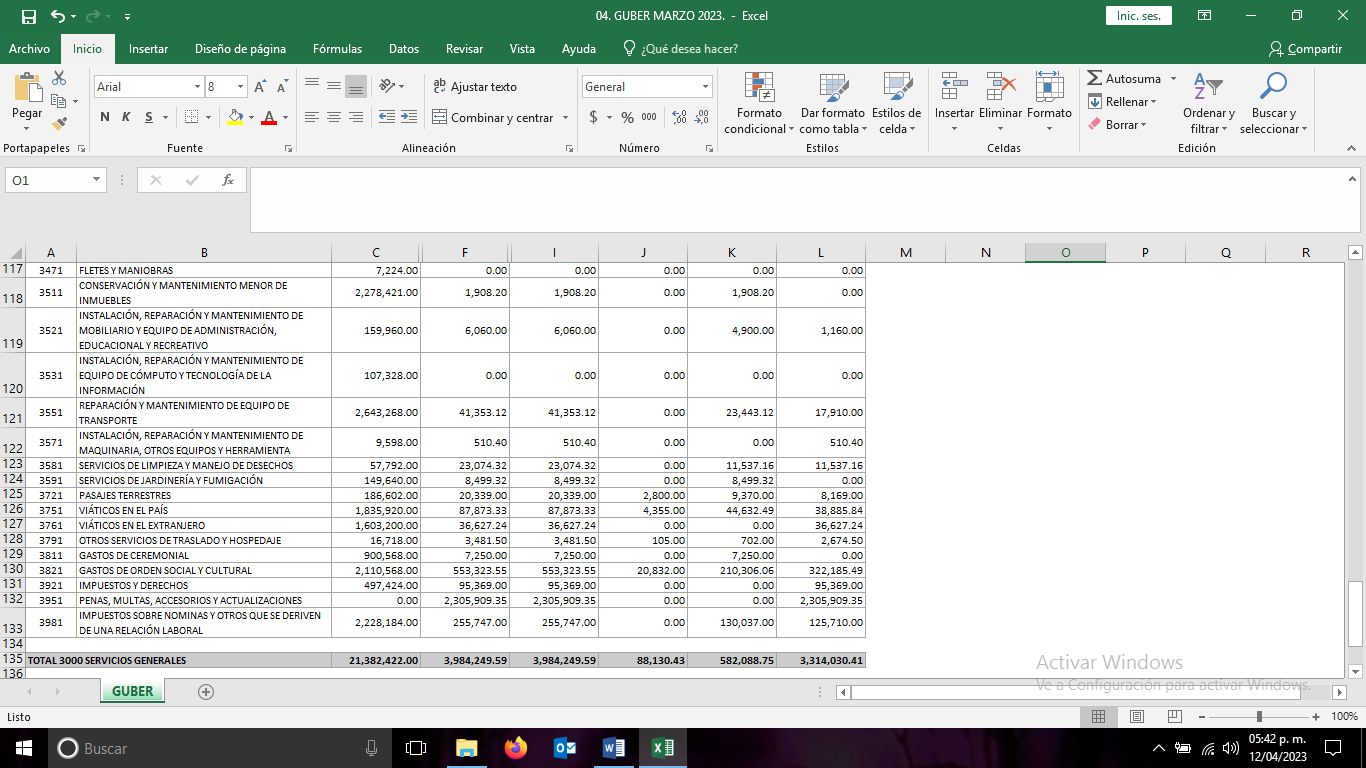 04. GUBER MARZO 2023. - Excel
Inic. ses.
Archivo Inicio Insertar Diseño de página Fórmulas Datos Revisar Vista Ayuda ¿Qué desea hacer? Compartir
Pegar
Arial 8
N K S
Ajustar texto
Combinar y centrar
General
$ % 000
Formato condicional
Dar formato como tabla
Estilos de celda
Insertar Eliminar Formato
Autosuma
Rellenar
Borrar
Ordenar y filtrar
Buscar y seleccionar
Portapapeles Fuente Alineación Número Estilos Celdas Edición
O1 fx
A B C F I J K L M N O P Q R
117 3471 FLETES Y MANIOBRAS 7,224.00 0.00 0.00 0.00 0.00 0.00
118 3511 CONSERVACIÓN Y MANTENIMIENTO MENOR DE
INMUEBLES 2,278,421.00 1,908.20 1,908.20 0.00 1,908.20 0.00
119 3521 INSTALACIÓN, REPARACIÓN Y MANTENIMIENTO DE
MOBILIARIO Y EQUIPO DE ADMINISTRACIÓN, 159,960.00 6,060.00 6,060.00 0.00 4,900.00 1,160.00
EDUCACIONAL Y RECREATIVO
120 3531 INSTALACIÓN, REPARACIÓN Y MANTENIMIENTO DE
EQUIPO DE CÓMPUTO Y TECNOLOGÍA DE LA 107,328.00 0.00 0.00 0.00 0.00 0.00
INFORMACIÓN
121 3551 REPARACIÓN Y MANTENIMIENTO DE EQUIPO DE
TRANSPORTE 2,643,268.00 41,353.12 41,353.12 0.00 23,443.12 17,910.00
122 3571 INSTALACIÓN, REPARACIÓN Y MANTENIMIENTO DE
MAQUINARIA, OTROS EQUIPOS Y HERRAMIENTA 9,598.00 510.40 510.40 0.00 0.00 510.40
123 3581 SERVICIOS DE LIMPIEZA Y MANEJO DE DESECHOS 57,792.00 23,074.32 23,074.32 0.00 11,537.16 11,537.16
124 3591 SERVICIOS DE JARDINERÍA Y FUMIGACIÓN 149,640.00 8,499.32 8,499.32 0.00 8,499.32 0.00
125 3721 PASAJES TERRESTRES 186,602.00 20,339.00 20,339.00 2,800.00 9,370.00 8,169.00
126 3751 VIÁTICOS EN EL PAÍS 1,835,920.00 87,873.33 87,873.33 4,355.00 44,632.49 38,885.84
127 3761 VIÁTICOS EN EL EXTRANJERO 1,603,200.00 36,627.24 36,627.24 0.00 0.00 36,627.24
128 3791 OTROS SERVICIOS DE TRASLADO Y HOSPEDAJE 16,718.00 3,481.50 3,481.50 105.00 702.00 2,674.50
129 3811 GASTOS DE CEREMONIAL 900,568.00 7,250.00 7,250.00 0.00 7,250.00 0.00
130 3821 GASTOS DE ORDEN SOCIAL Y CULTURAL 2,110,568.00 553,323.55 553,323.55 20,832.00 210,306.06 322,185.49
131 3921 IMPUESTOS Y DERECHOS 497,424.00 95,369.00 95,369.00 0.00 0.00 95,369.00
132 3951 PENAS, MULTAS, ACCESORIOS Y ACTUALIZACIONES 0.00 2,305,909.35 2,305,909.35 0.00 0.00 2,305,909.35
133 3981 IMPUESTOS SOBRE NOMINAS Y OTROS QUE SE DERIVEN
DE UNA RELACIÓN LABORAL 2,228,184.00 255,747.00 255,747.00 0.00 130,037.00 125,710.00
134
135 TOTAL 3000 SERVICIOS GENERALES 21,382,422.00 3,984,249.59 3,984,249.59 88,130.43 582,088.75 3,314,030.41
136
Activar Windows
Ve a Configuración para activar Windows.
GUBER
Listo 100%
Buscar
05:42 p. m.
12/04/2023